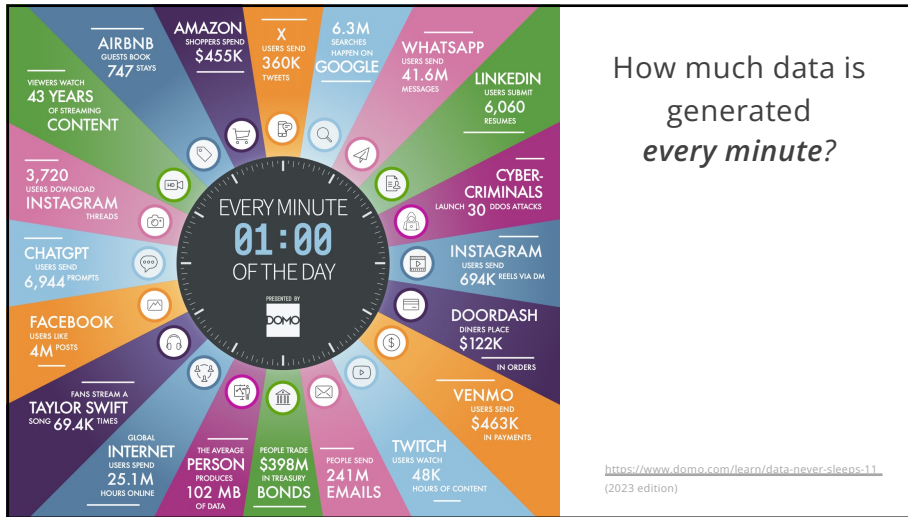 AIRBNB
GUESTS BOOK
747 STAYS
AMAZON
SHOPPERS SPEND
$455K
X
USERS SEND
360K
TWEETS
6.3M
SEARCHES
HAPPEN ON
GOOGLE
WHATSAPP
USERS SEND
41.6M
MESSAGES
LINKEDIN
USERS SUBMIT
6,060
RESUMES
CYBER-
CRIMINALS
LAUNCH 30 DDOS ATTACKS
INSTAGRAM
USERS SEND
694K REELS VIA DM
DOORDASH
DINERS PLACE
$122K
IN ORDERS
VENMO
USERS SEND
$463K
IN PAYMENTS
TWITCH
USERS WATCH
48K
HOURS OF CONTENT
PEOPLE SEND
241M
EMAILS
PEOPLE TRADE
$398M
IN TREASURY
BONDS
THE AVERAGE
PERSON
PRODUCES
102 MB
OF DATA
GLOBAL
INTERNET
USERS SPEND
25.1M
HOURS ONLINE
FANS STREAM A
TAYLOR SWIFT
SONG 69.4K TIMES
FACEBOOK
USERS LIKE
4M POSTS
CHATGPT
USERS SEND
6,944 PROMPTS
3,720
USERS DOWNLOAD
INSTAGRAM
THREADS
VIEWERS WATCH
43 YEARS
OF STREAMING
CONTENT
HD
EVERY MINUTE
01:00
OF THE DAY
PRESENTED BY
DOMO
How much data is
generated
every minute?
https://www.domo.com/learn/data-never-sleeps-11
(2023 edition)